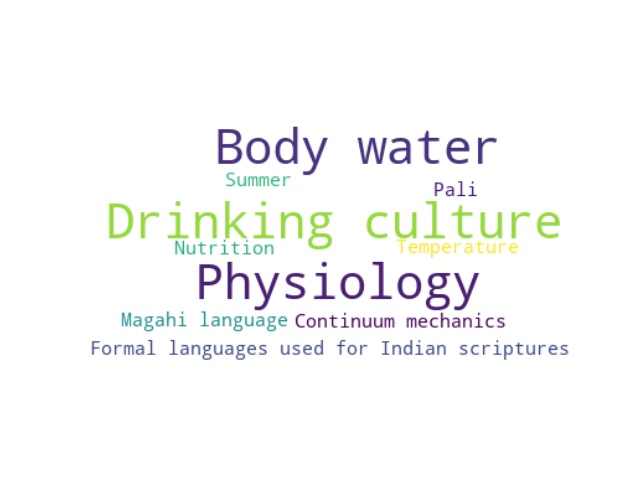 Body water
Summer
Pali
Drinking culture
Nutrition
Temperature
Physiology
Magahi language
Continuum mechanics
Formal languages used for Indian scriptures